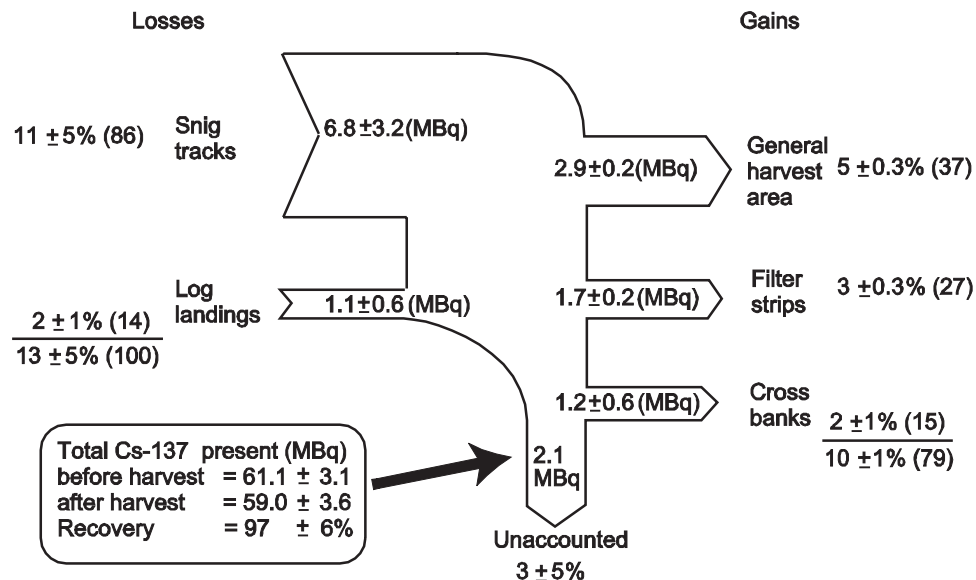 Losses
Gains
11 ±5% (86)
Snig
tracks
6.8±3.2(MBq)
2.9±0.2(MBq)
General
harvest
area
5 ±0.3% (37)
Log
landings
1.1±0.6 (MBq)
1.7±0.2(MBq)
Filter
strips
3 ±0.3% (27)
2 ±1% (14)
13 ±5% (100)
1.2±0.6 (MBq)
Cross
banks
2 ±1% (15)
10 ±1% (79)
Total Cs-137 present (MBq)
before harvest = 61.1 ± 3.1
after harvest = 59.0 ± 3.6
Recovery = 97 ± 6%
2.1
MBq
Unaccounted
3 ±5%